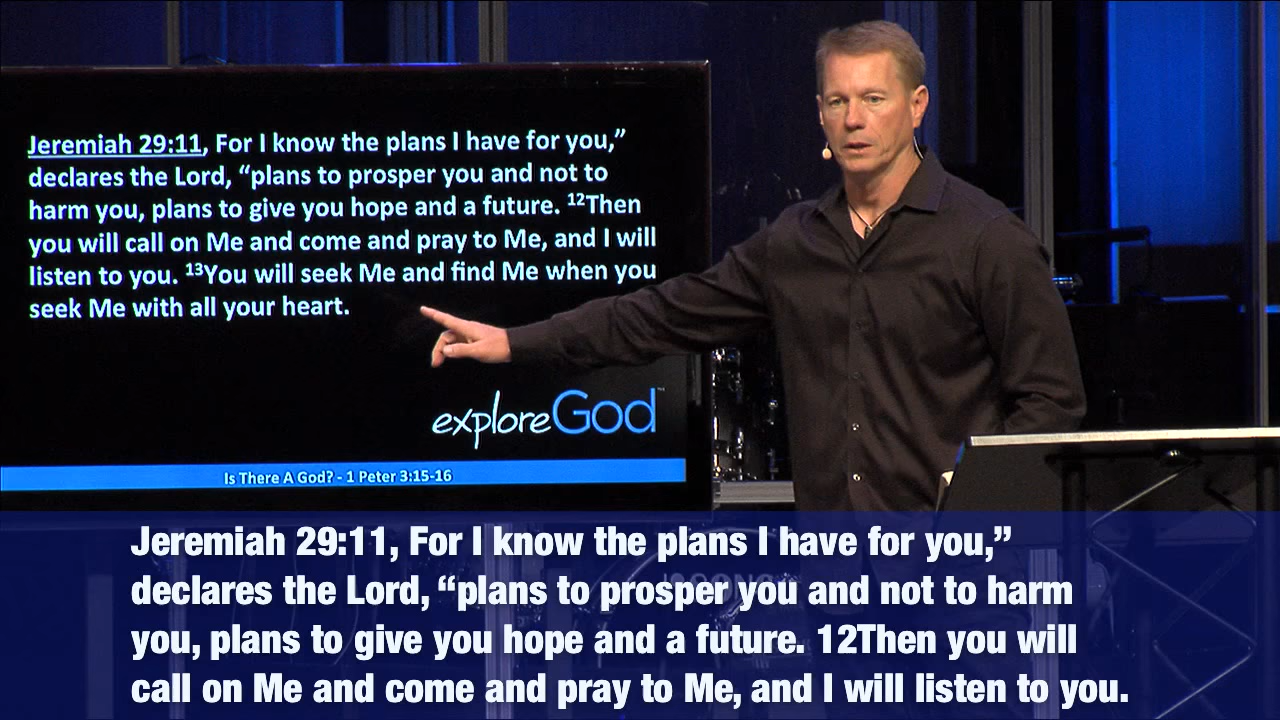 Jeremiah 29:11, For I know the plans I have for you,”
declares the Lord, “plans to prosper you and not to
harm you, plans to give you hope and a future. ¹²Then
you will call on Me and come and pray to Me, and I will
listen to you. ¹³You will seek Me and find Me when you
seek Me with all your heart.
exploreGod™
Is There A God? - 1 Peter 3:15-16
Jeremiah 29:11, For I know the plans I have for you,”
declares the Lord, “plans to prosper you and not to harm
you, plans to give you hope and a future. 12Then you will
call on Me and come and pray to Me, and I will listen to you.